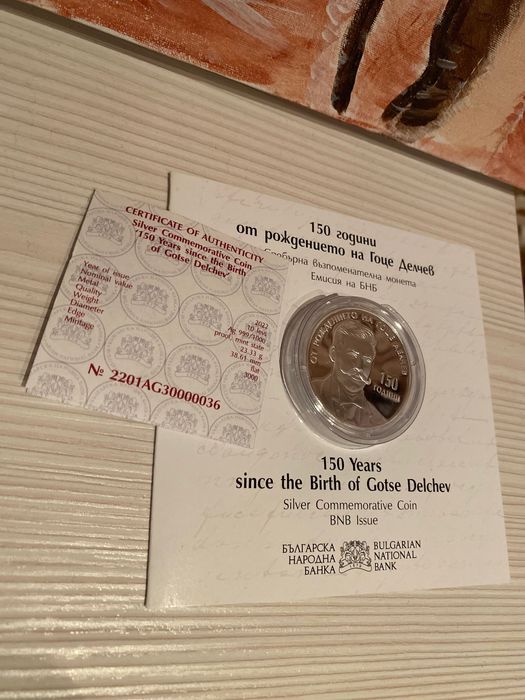 CERTIFICATE OF AUTHENTICITY
Silver Commemorative Coin
"150 Years since the Birth
of Gotse Delchev"
Year of issue 2022
Nominal value 10 levs
Metal Ag 999/1000
Quality proof, mint state
Weight 23.33 g
Diameter 38.61 mm
Edge flat
Mintage 3000
№ 2201AG30000036
150 години
от рождението на Гоце Делчев
Сребърна възпоменателна монета
Емисия на БНБ
ОТ РОЖДЕНИЕТО НА ГОЦЕ ДЕЛЧЕВ
150
ГОДИНИ
150 Years
since the Birth of Gotse Delchev
Silver Commemorative Coin
BNB Issue
БЪЛГАРСКА
НАРОДНА
БАНКА
BULGARIAN
NATIONAL
BANK